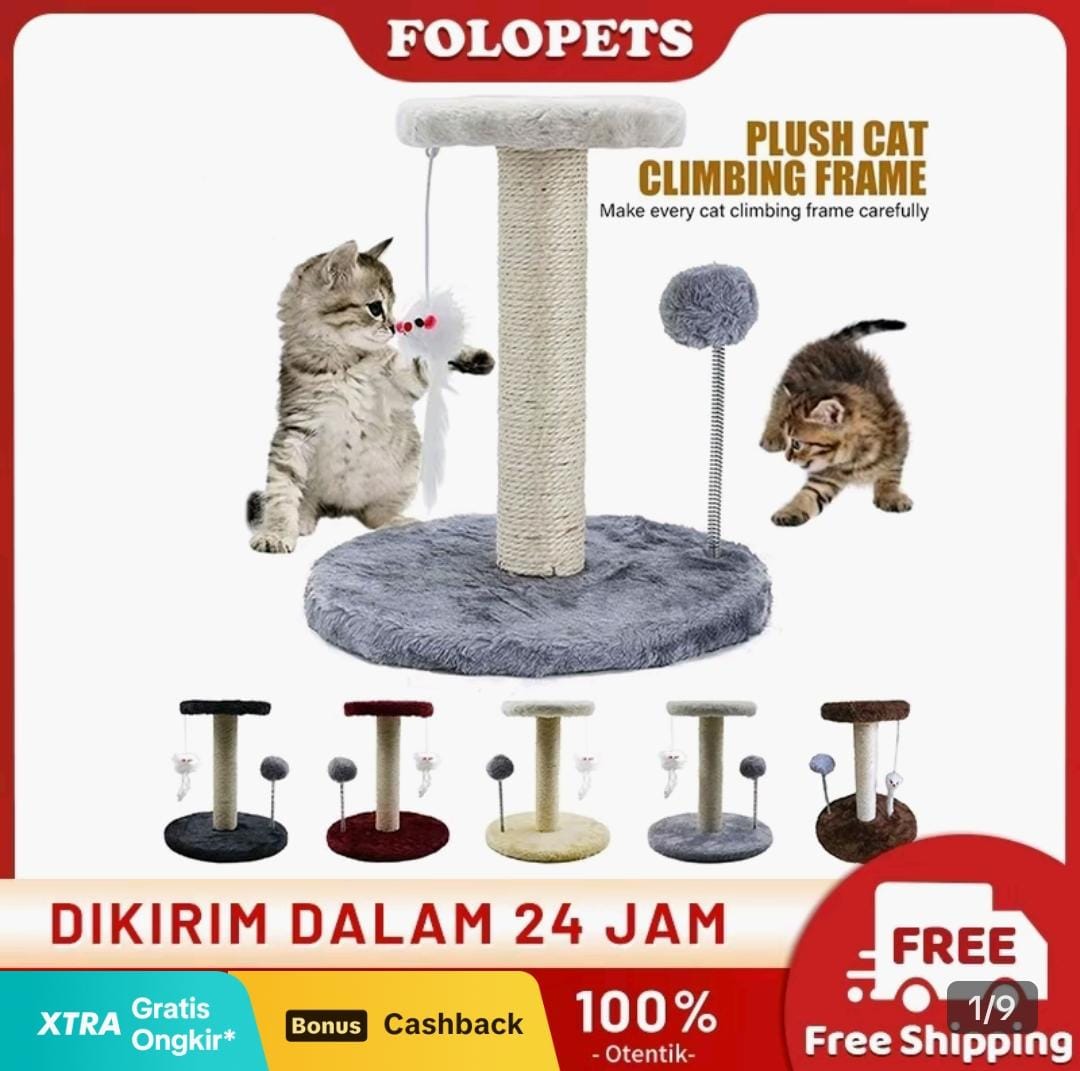 FOLOPETS
PLUSH CAT
CLIMBING FRAME
Make every cat climbing frame carefully
DIKIRIM DALAM 24 JAM
XTRA Gratis
Ongkir*
Bonus Cashback
100%
- Otentik-
FREE
1/9
Free Shipping